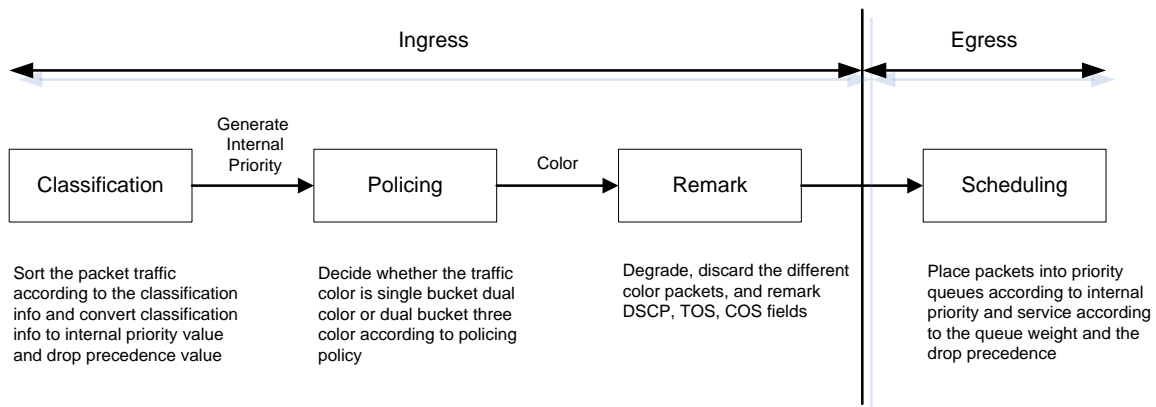 Ingress
Egress
Generate
Internal
Priority
Color
Classification
Policing
Remark
Scheduling
Sort the packet traffic
according to the classification
info and convert classification
info to internal priority value
and drop precedence value
Decide whether the traffic
color is single bucket dual
color or dual bucket three
color according to policing
policy
Degrade, discard the different
color packets, and remark
DSCP, TOS, COS fields
Place packets into priority
queues according to internal
priority and service according
to the queue weight and the
drop precedence